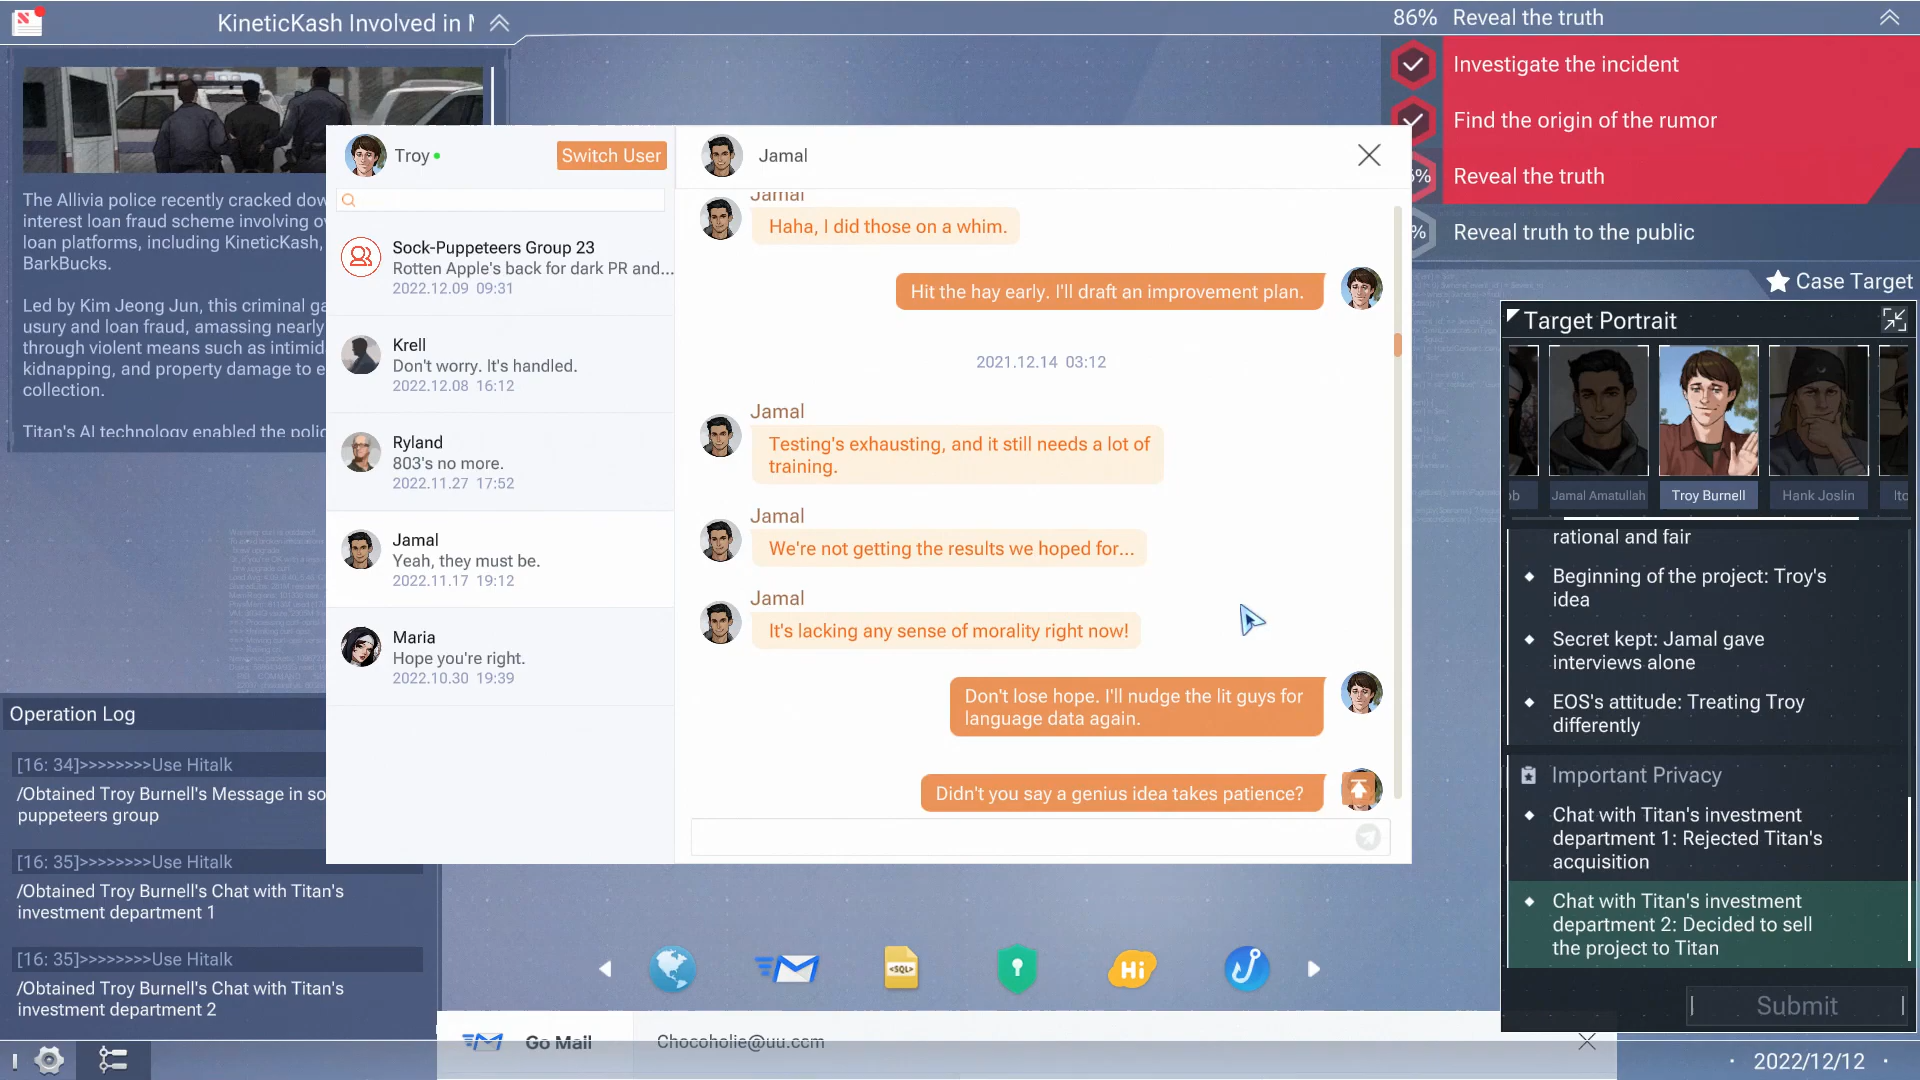 KineticKash Involved in
86% Reveal the truth
Investigate the incident
Find the origin of the rumor
Reveal the truth
Reveal truth to the public
The Allivia police recently cracked dow
interest loan fraud scheme involving ov
loan platforms, including KineticKash,
BarkBucks.
Led by Kim Jeong Jun, this criminal ga
usury and loan fraud, amassing nearly
through violent means such as intimid
kidnapping, and property damage to e
collection.
Titan's AI technology enabled the polic
Troy
Switch User
Sock-Puppeteers Group 23
Rotten Apple's back for dark PR and...
2022.12.09 09:31
Krell
Don't worry. It's handled.
2022.12.08 16:12
Ryland
803's no more.
2022.11.27 17:52
Jamal
Yeah, they must be.
2022.11.17 19:12
Maria
Hope you're right.
2022.10.30 19:39
Jamal
Jamal
Haha, I did those on a whim.
Hit the hay early. I'll draft an improvement plan.
2021.12.14 03:12
Jamal
Testing's exhausting, and it still needs a lot of
training.
Jamal
We're not getting the results we hoped for...
Jamal
It's lacking any sense of morality right now!
Don't lose hope. I'll nudge the lit guys for
language data again.
Didn't you say a genius idea takes patience?
Case Target
Target Portrait
Jamal Amatullah
Troy Burnell
Hank Joslin
rational and fair
Beginning of the project: Troy's
idea
Secret kept: Jamal gave
interviews alone
EOS's attitude: Treating Troy
differently
Important Privacy
Chat with Titan's investment
department 1: Rejected Titan's
acquisition
Chat with Titan's investment
department 2: Decided to sell
the project to Titan
Submit
Operation Log
[16: 34]>>>>>>>>Use Hitalk
/Obtained Troy Burnell's Message in so
puppeteers group
[16: 35]>>>>>>>>Use Hitalk
/Obtained Troy Burnell's Chat with Titan's
investment department 1
[16: 35]>>>>>>>>Use Hitalk
/Obtained Troy Burnell's Chat with Titan's
investment department 2
<SQL>
Hi
Go Mail
Chocoholie@uu.com
2022/12/12